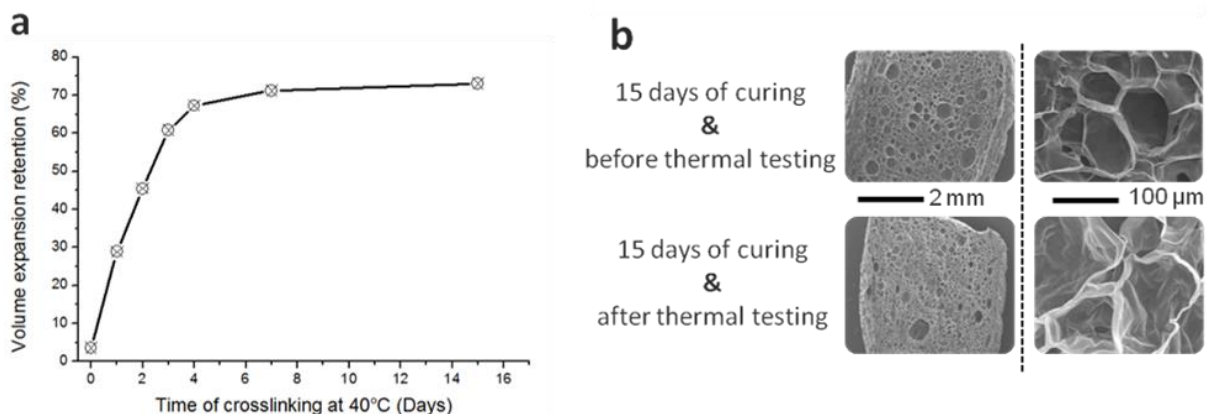 a
Volume expansion retention (%)
80
70
60
50
40
30
20
10
0
0 2 4 6 8 10 12 14 16
Time of crosslinking at 40°C (Days)
b
15 days of curing
&
before thermal testing
2 mm 100 µm
15 days of curing
&
after thermal testing